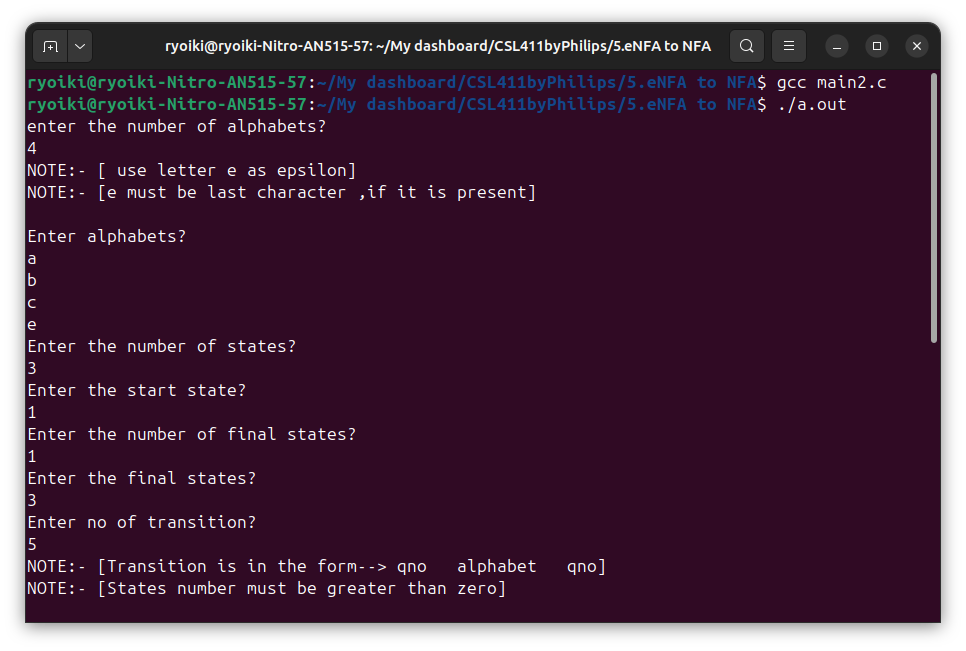 ryoiki@ryoiki-Nitro-AN515-57: ~/My dashboard/CSL411byPhilips/5.eNFA to NFA
ryoiki@ryoiki-Nitro-AN515-57:~/My dashboard/CSL411byPhilips/5.eNFA to NFA$ gcc main2.c
ryoiki@ryoiki-Nitro-AN515-57:~/My dashboard/CSL411byPhilips/5.eNFA to NFA$ ./a.out
enter the number of alphabets?
4
NOTE:- [ use letter e as epsilon]
NOTE:- [e must be last character ,if it is present]

Enter alphabets?
a
b
c
e
Enter the number of states?
3
Enter the start state?
1
Enter the number of final states?
1
Enter the final states?
3
Enter no of transition?
5
NOTE:- [Transition is in the form--> qno   alphabet   qno]
NOTE:- [States number must be greater than zero]